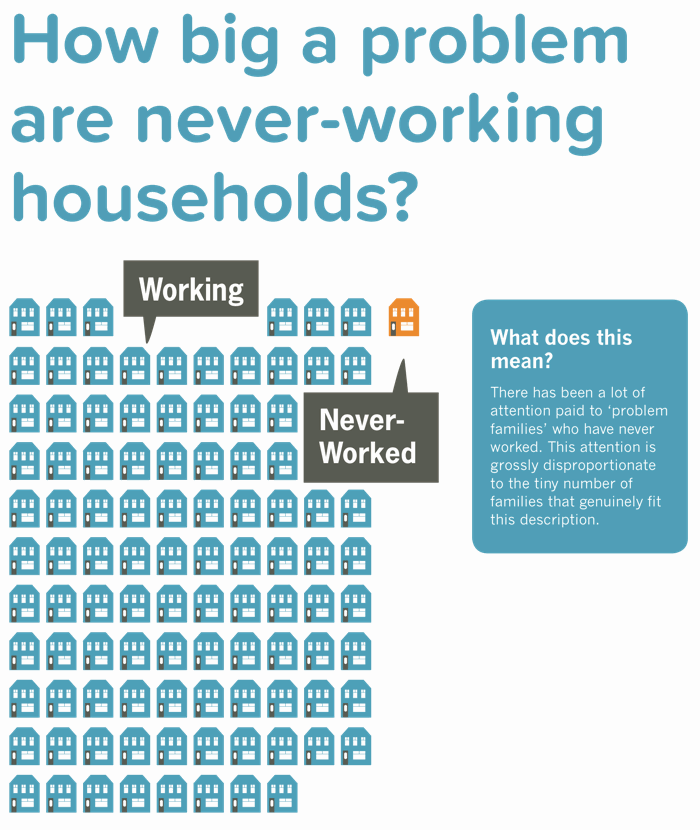 How big a problem
are never-working
households?
Working
Never-
Worked
What does this
mean?
There has been a lot of
attention paid to ‘problem
families’ who have never
worked. This attention is
grossly disproportionate
to the tiny number of
families that genuinely fit
this description.